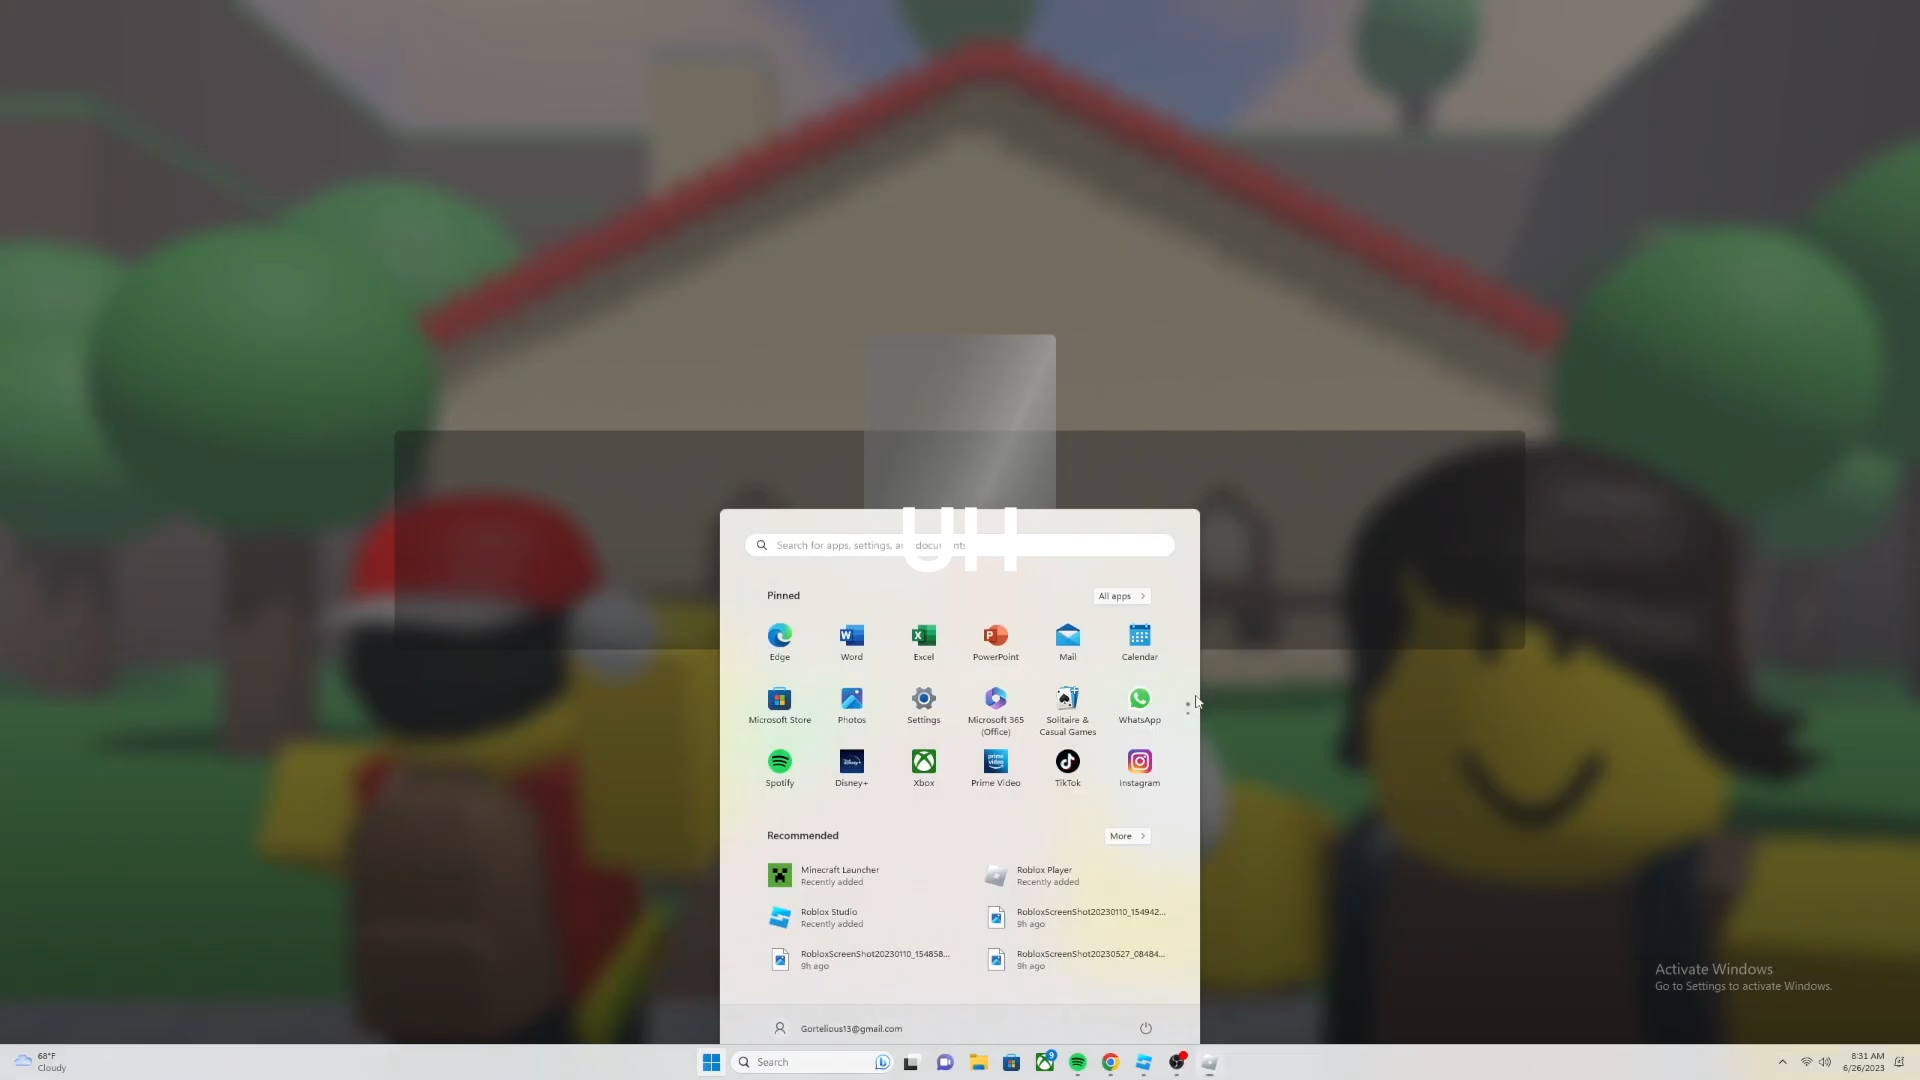 UH
Search for apps, settings, and documents
Pinned
All apps
Edge
Word
Excel
PowerPoint
Mail
Calendar
Microsoft Store
Photos
Settings
Microsoft 365
(Office)
Solitaire &
Casual Games
WhatsApp
Spotify
Disney+
Xbox
Prime Video
TikTok
Instagram
Recommended
More
Minecraft Launcher
Recently added
Roblox Player
Recently added
Roblox Studio
Recently added
RobloxScreenShot20230110_154942...
9h ago
RobloxScreenShot20230110_154858...
9h ago
RobloxScreenShot20230527_08484...
9h ago
Activate Windows
Go to Settings to activate Windows.
Gortelious13@gmail.com
68°F
Cloudy
Search
9
8:31 AM
6/26/2023